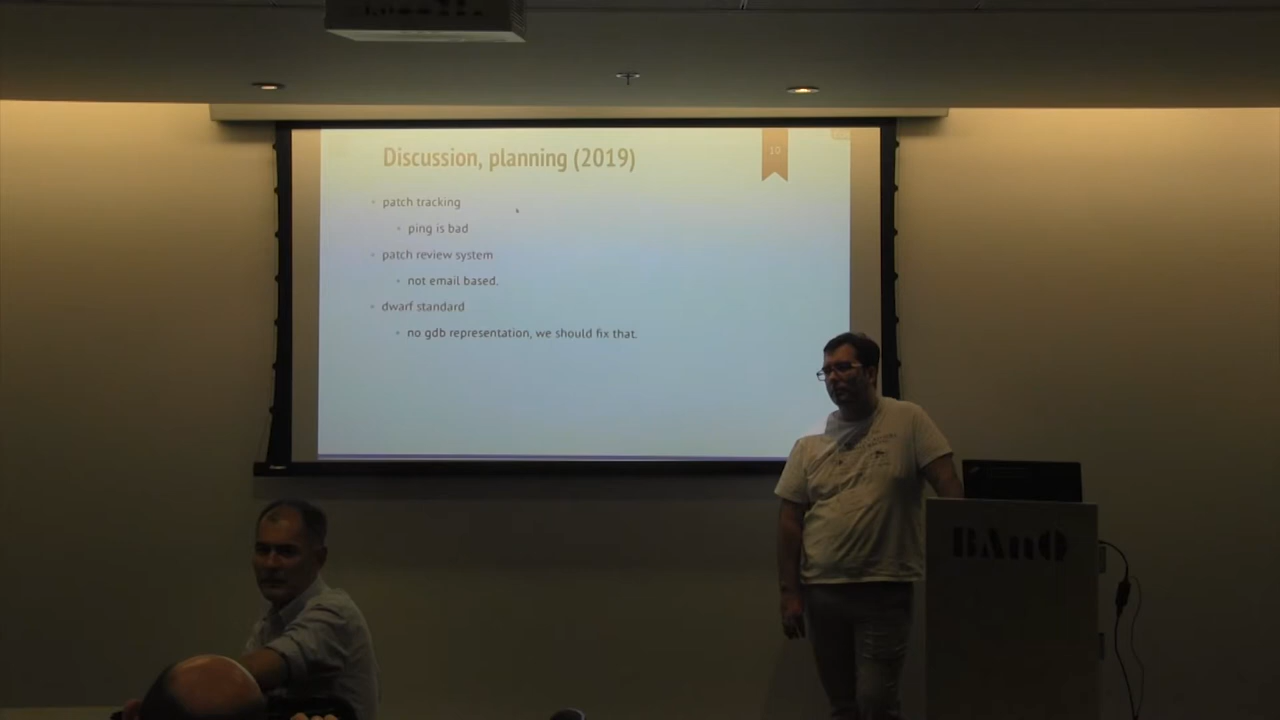 Discussion, planning (2019)
10
patch tracking
ping is bad
patch review system
not email based.
dwarf standard
no gdb representation, we should fix that.
BAnQ